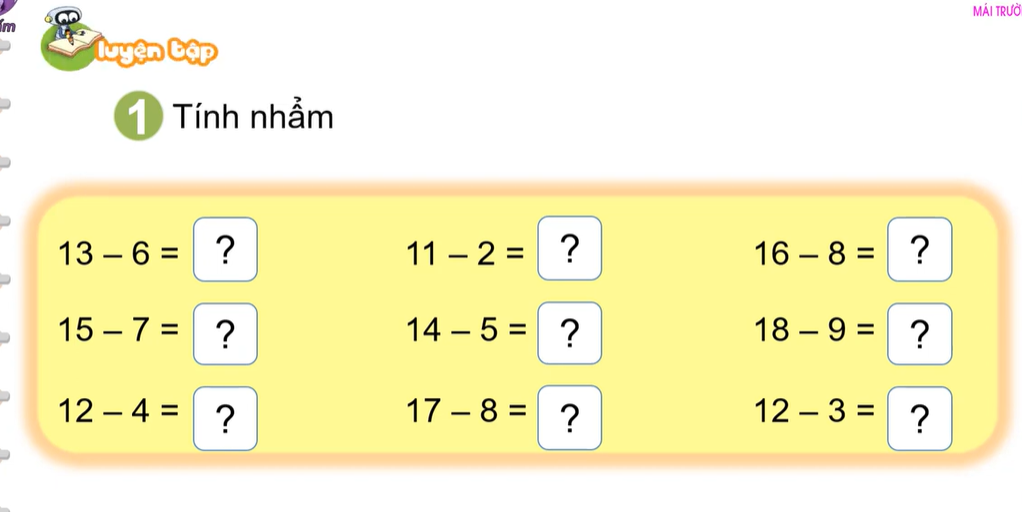 MÁI TRƯỜ
ím
luyện tập
1 Tính nhẩm
13 – 6 = ? 11 – 2 = ? 16 – 8 = ?
15 – 7 = ? 14 – 5 = ? 18 – 9 = ?
12 – 4 = ? 17 – 8 = ? 12 – 3 = ?